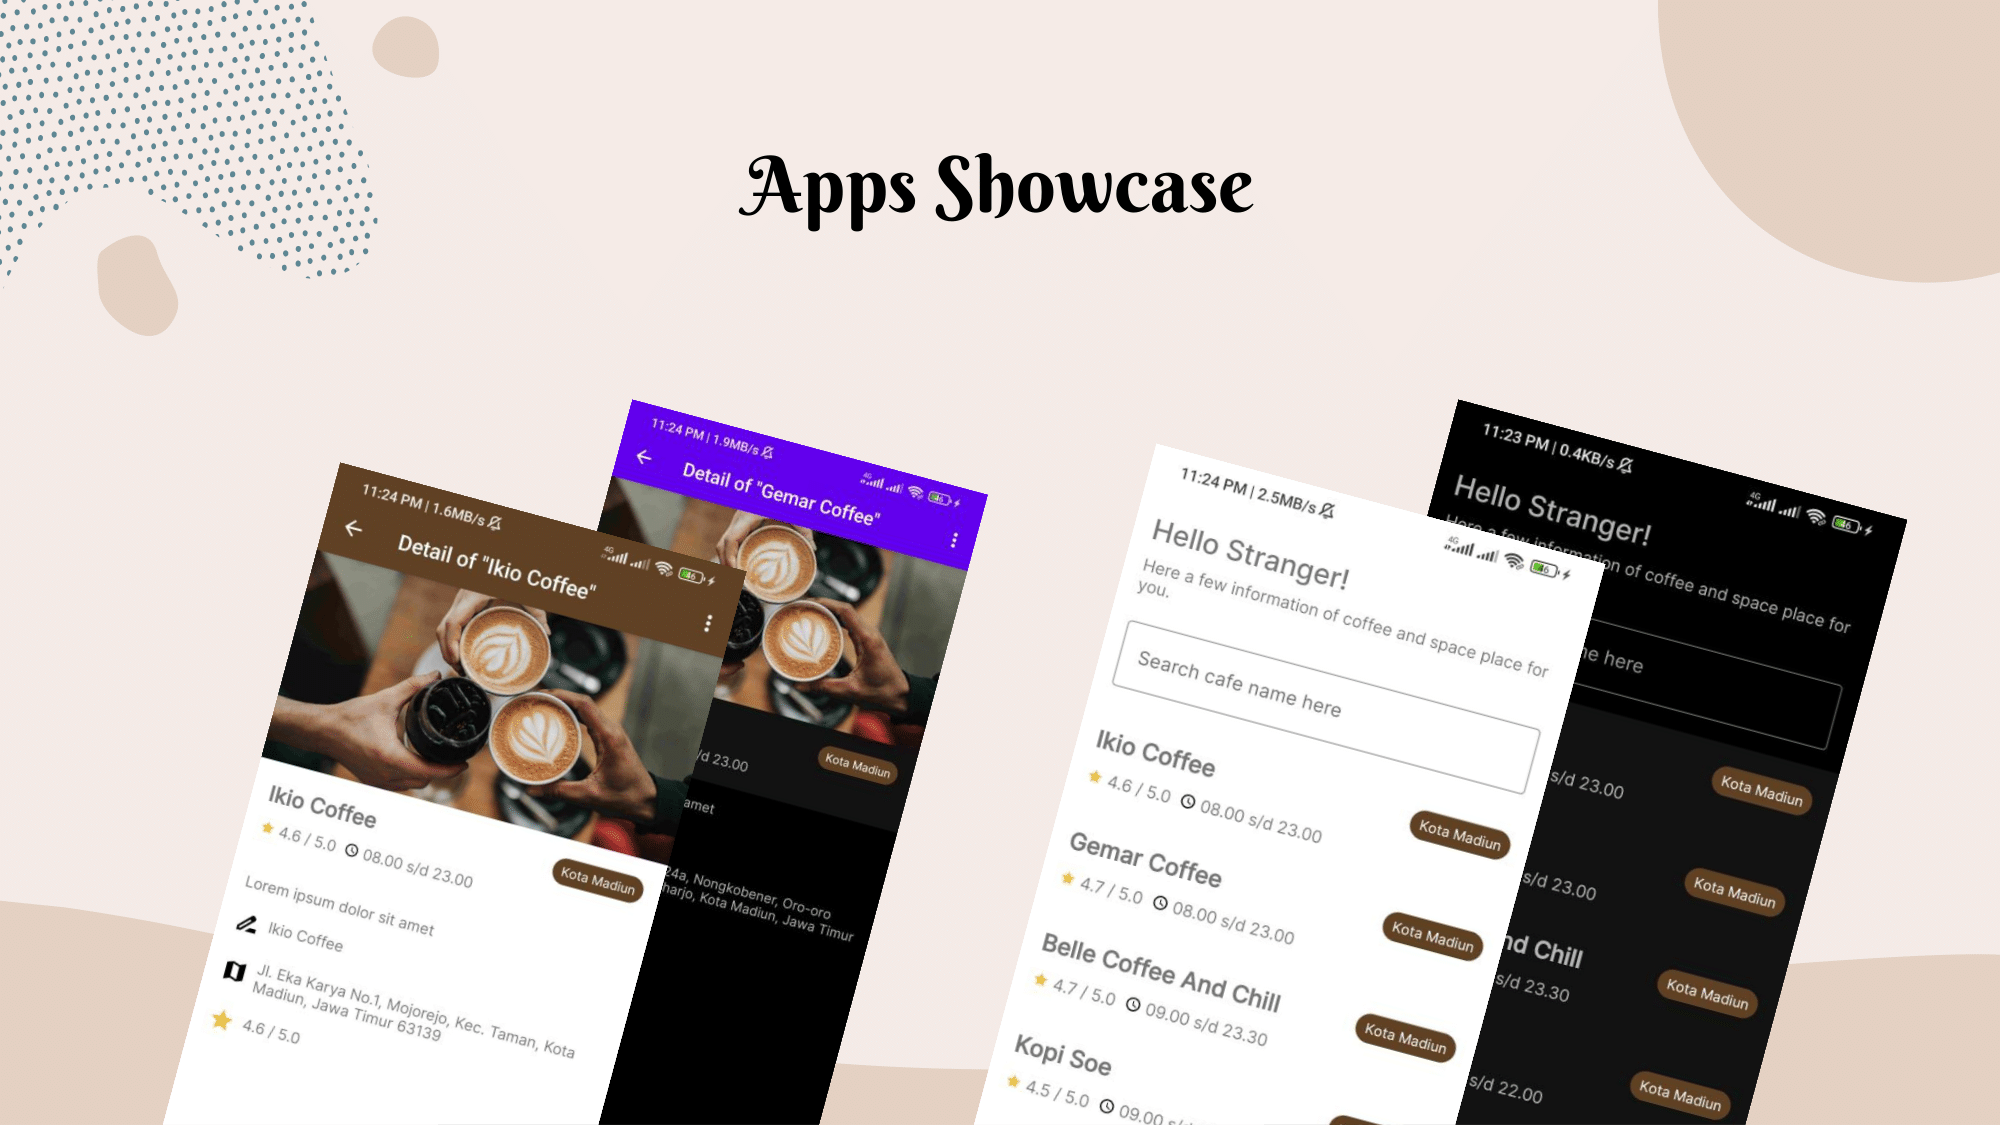 Apps Showcase
11:24 PM | 1.6MB/s
4G
46
Detail of "Ikio Coffee"
Ikio Coffee
4.6 / 5.0 08.00 s/d 23.00
Kota Madiun
Lorem ipsum dolor sit amet
Ikio Coffee
Jl. Eka Karya No.1, Mojorejo, Kec. Taman, Kota
Madiun, Jawa Timur 63139
4.6 / 5.0
11:24 PM | 1.9MB/s
4G
46
Detail of "Gemar Coffee"
s/d 23.00
Kota Madiun
amet
24a, Nongkobener, Oro-oro
harjo, Kota Madiun, Jawa Timur
11:24 PM | 2.5MB/s
4G
46
Hello Stranger!
Here a few information of coffee and space place for
you.
Search cafe name here
Ikio Coffee
4.6 / 5.0 08.00 s/d 23.00
Kota Madiun
Gemar Coffee
4.7 / 5.0 08.00 s/d 23.00
Kota Madiun
Belle Coffee And Chill
4.7 / 5.0 09.00 s/d 23.30
Kota Madiun
Kopi Soe
4.5 / 5.0 09.00
11:23 PM | 0.4KB/s
4G
46
Hello Stranger!
Here a few information of coffee and space place for
me here
s/d 23.00
Kota Madiun
s/d 23.00
Kota Madiun
nd Chill
s/d 23.30
Kota Madiun
s/d 22.00
Kota Madiun